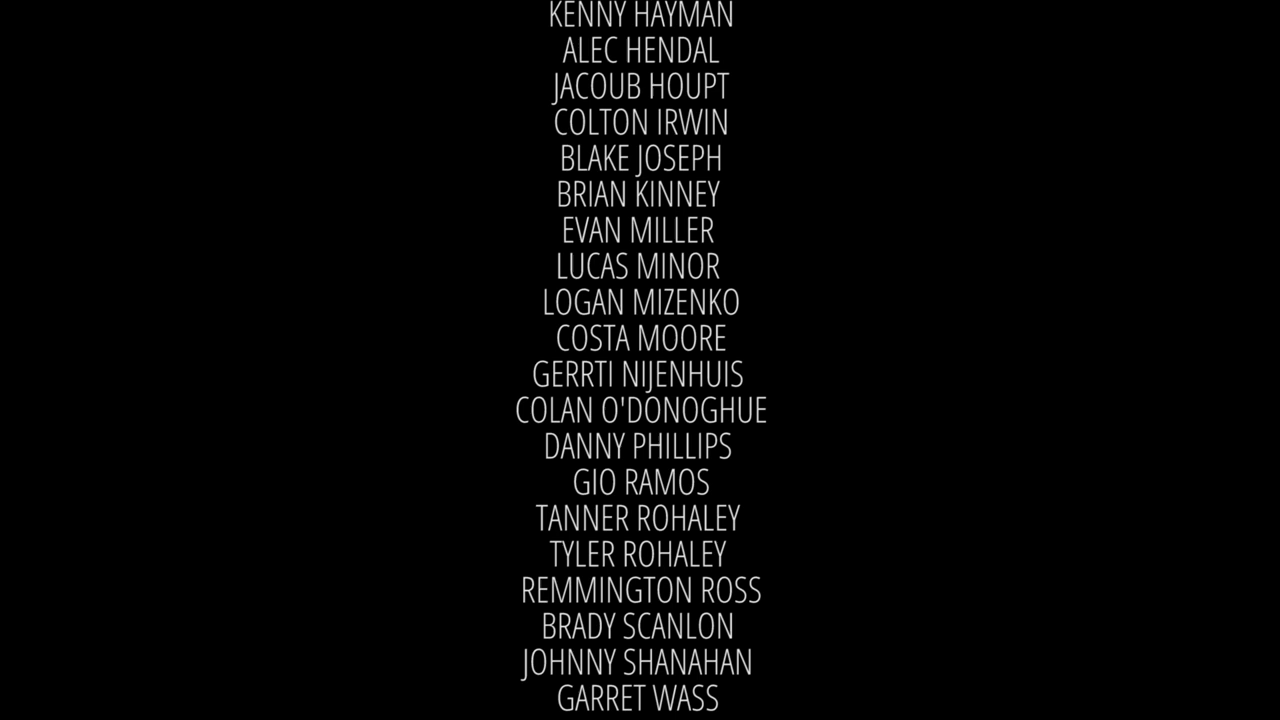 KENNY HAYMAN
ALEC HENDAL
JACOUB HOUPT
COLTON IRWIN
BLAKE JOSEPH
BRIAN KINNEY
EVAN MILLER
LUCAS MINOR
LOGAN MIZENKO
COSTA MOORE
GERRTI NIJENHUIS
COLAN O'DONOGHUE
DANNY PHILLIPS
GIO RAMOS
TANNER ROHALEY
TYLER ROHALEY
REMMINGTON ROSS
BRADY SCANLON
JOHNNY SHANAHAN
GARRET WASS